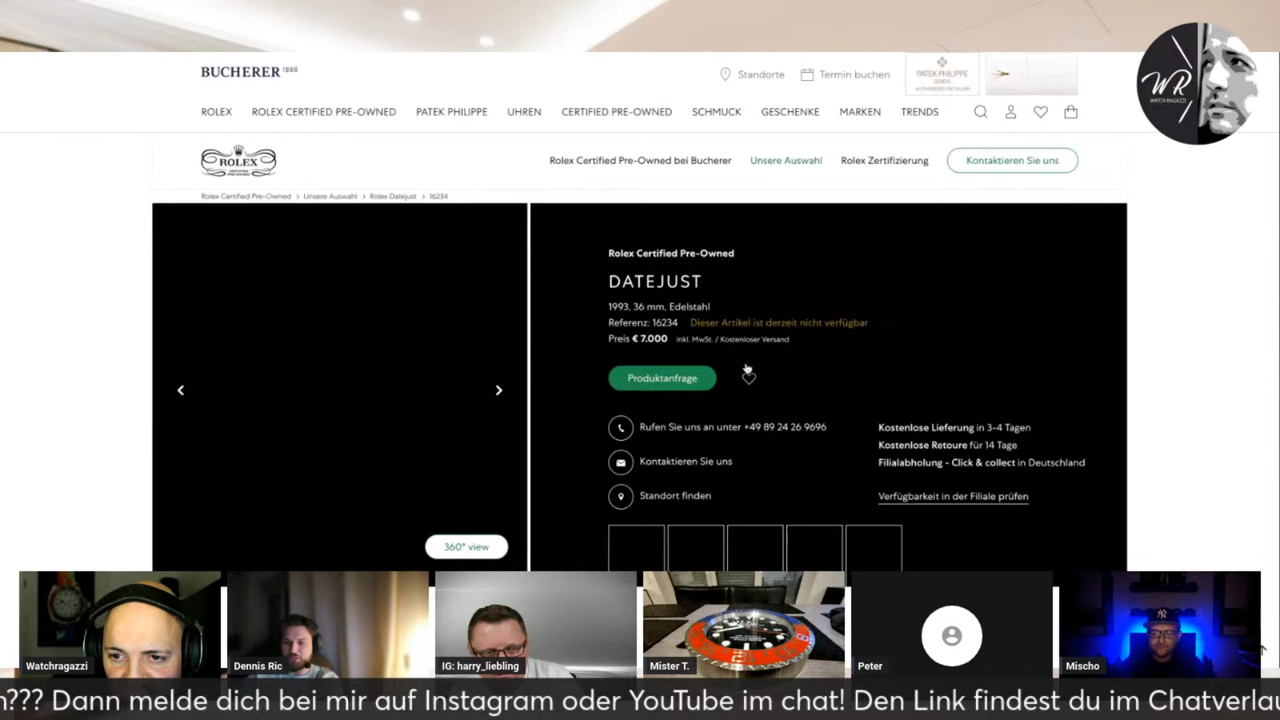 BUCHERER 1888
Standorte
Termin buchen
PATEK PHILIPPE
GENEVE
WR
WATCH RAGAZZI
ROLEX
ROLEX CERTIFIED PRE-OWNED
PATEK PHILIPPE
UHREN
CERTIFIED PRE-OWNED
SCHMUCK
GESCHENKE
MARKEN
TRENDS
ROLEX
Rolex Certified Pre-Owned bei Bucherer
Unsere Auswahl
Rolex Zertifizierung
Kontaktieren Sie uns
Rolex Certified Pre-Owned > Unsere Auswahl > Rolex Datejust > 16234
Rolex Certified Pre-Owned
DATEJUST
1993, 36 mm, Edelstahl
Referenz: 16234 Dieser Artikel ist derzeit nicht verfügbar
Preis € 7.000 inkl. MwSt. / Kostenloser Versand
Produktanfrage
Rufen Sie uns an unter +49 89 24 26 9696
Kontaktieren Sie uns
Standort finden
Kostenlose Lieferung in 3-4 Tagen
Kostenlose Retoure für 14 Tage
Filialabholung - Click & collect in Deutschland
Verfügbarkeit in der Filiale prüfen
360° view
Watchragazzi
Dennis Ric
IG: harry_liebling
Mister T.
Peter
Mischo
n??? Dann melde dich bei mir auf Instagram oder YouTube im chat! Den Link findest du im Chatverlau